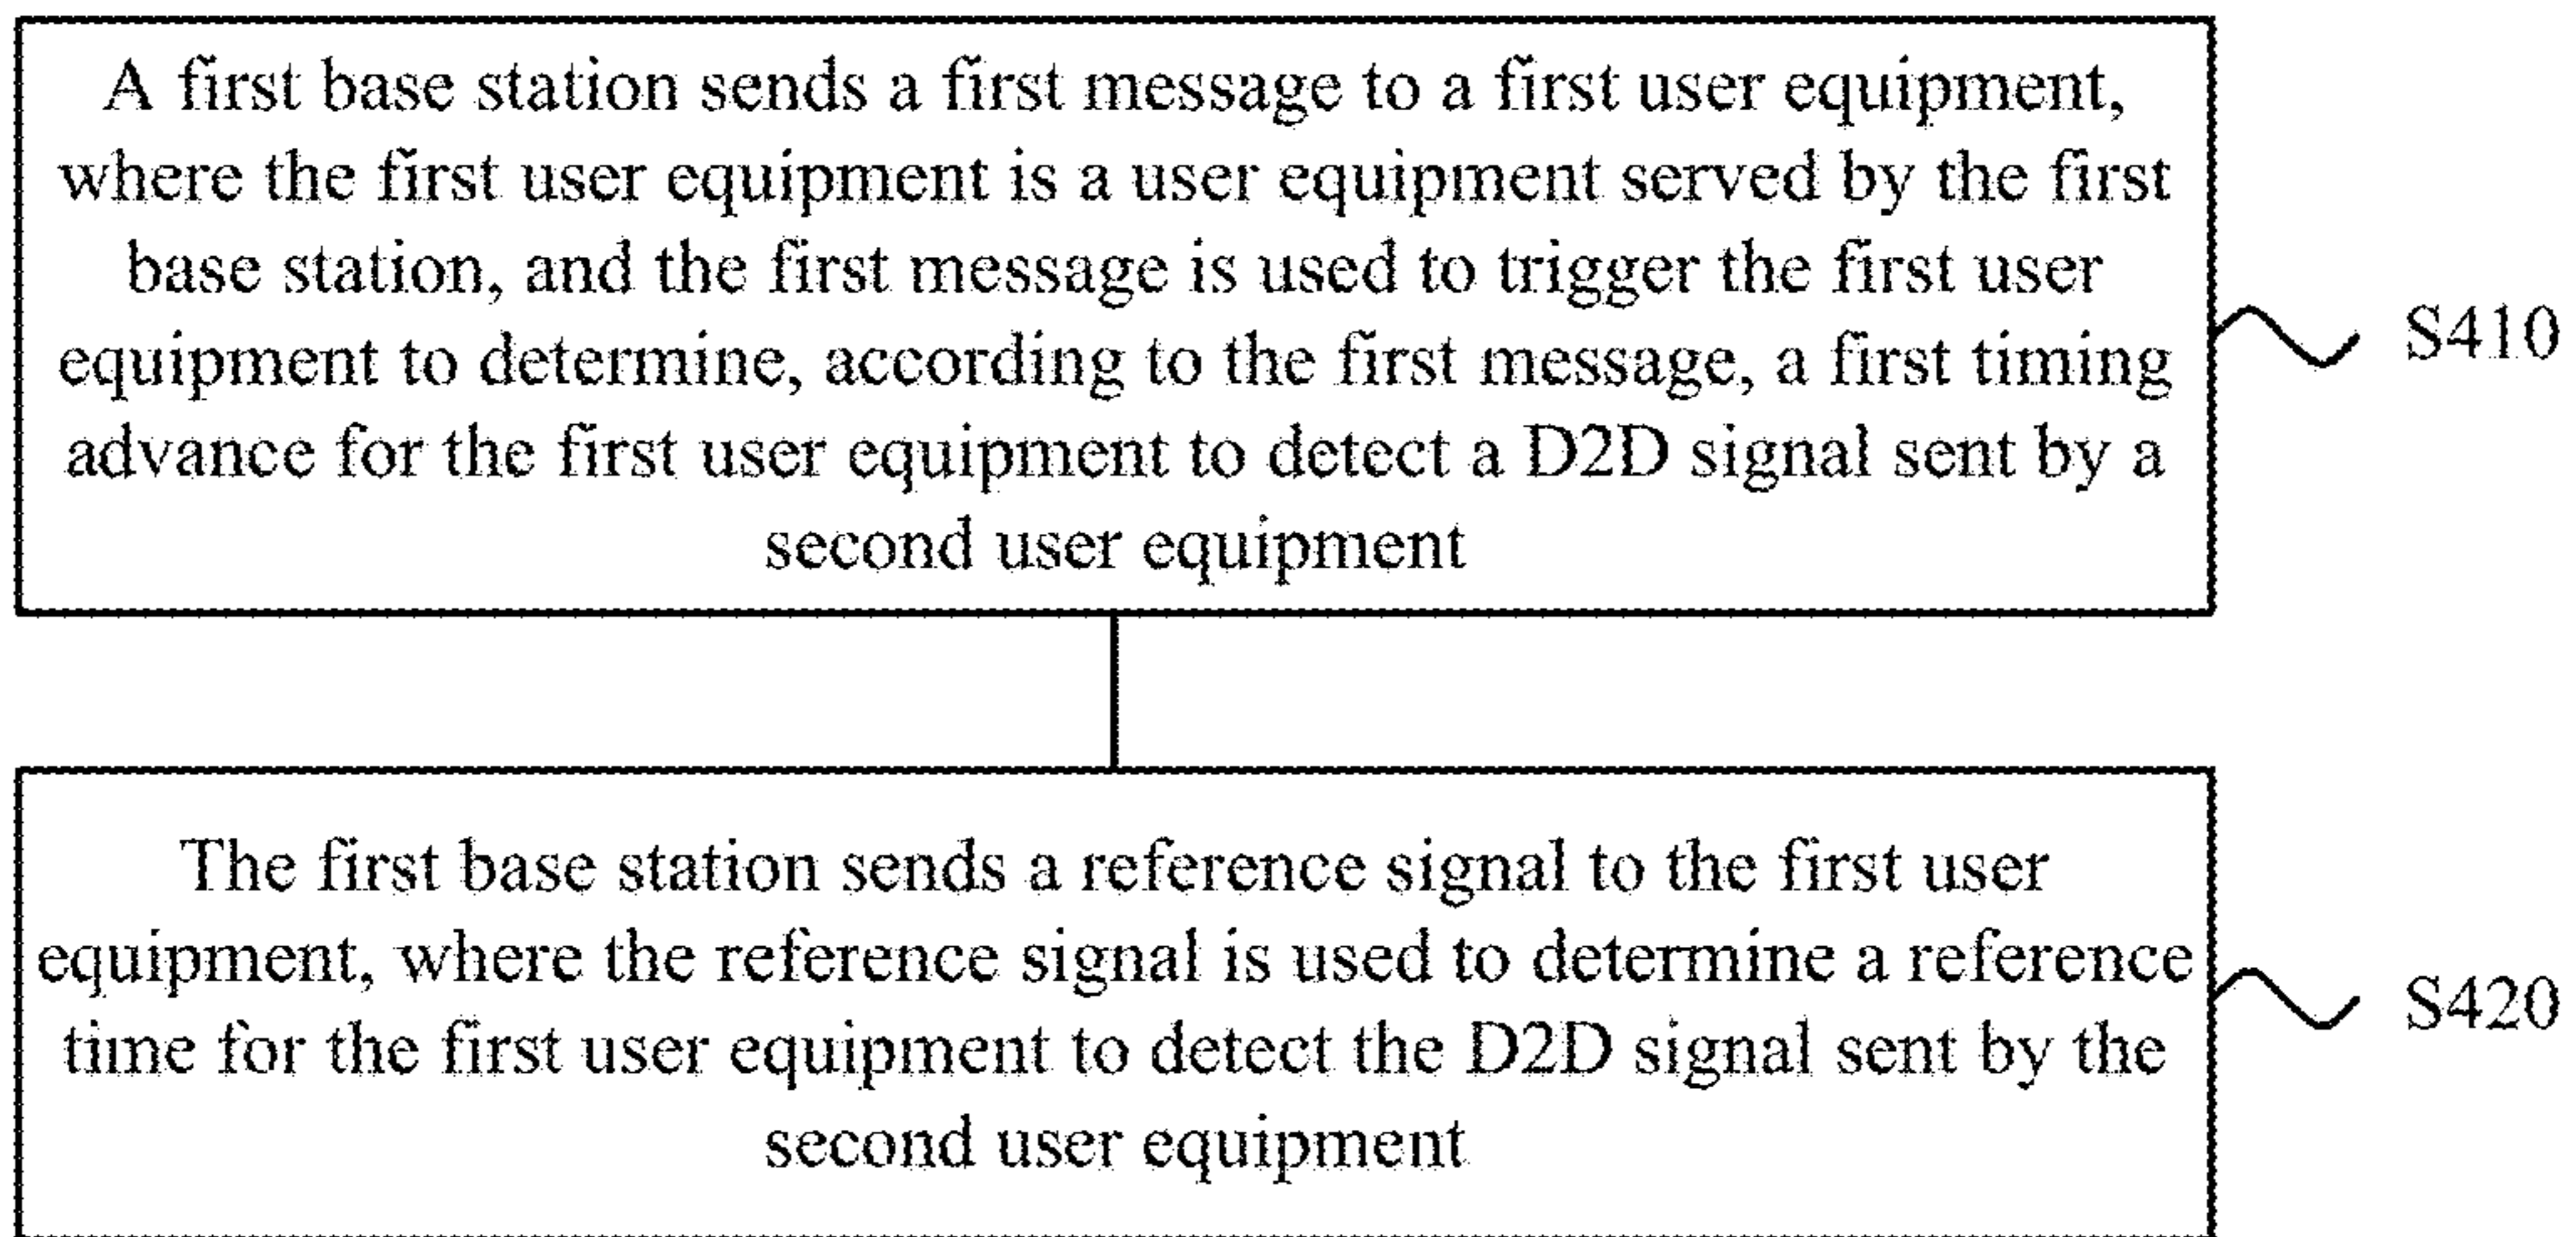 A first base station sends a first message to a first user equipment,
where the first user equipment is a user equipment served by the first
base station, and the first message is used to trigger the first user
equipment to determine, according to the first message, a first timing
advance for the first user equipment to detect a D2D signal sent by a
second user equipment
S410
The first base station sends a reference signal to the first user
equipment, where the reference signal is used to determine a reference
time for the first user equipment to detect the D2D signal sent by the
second user equipment
S420